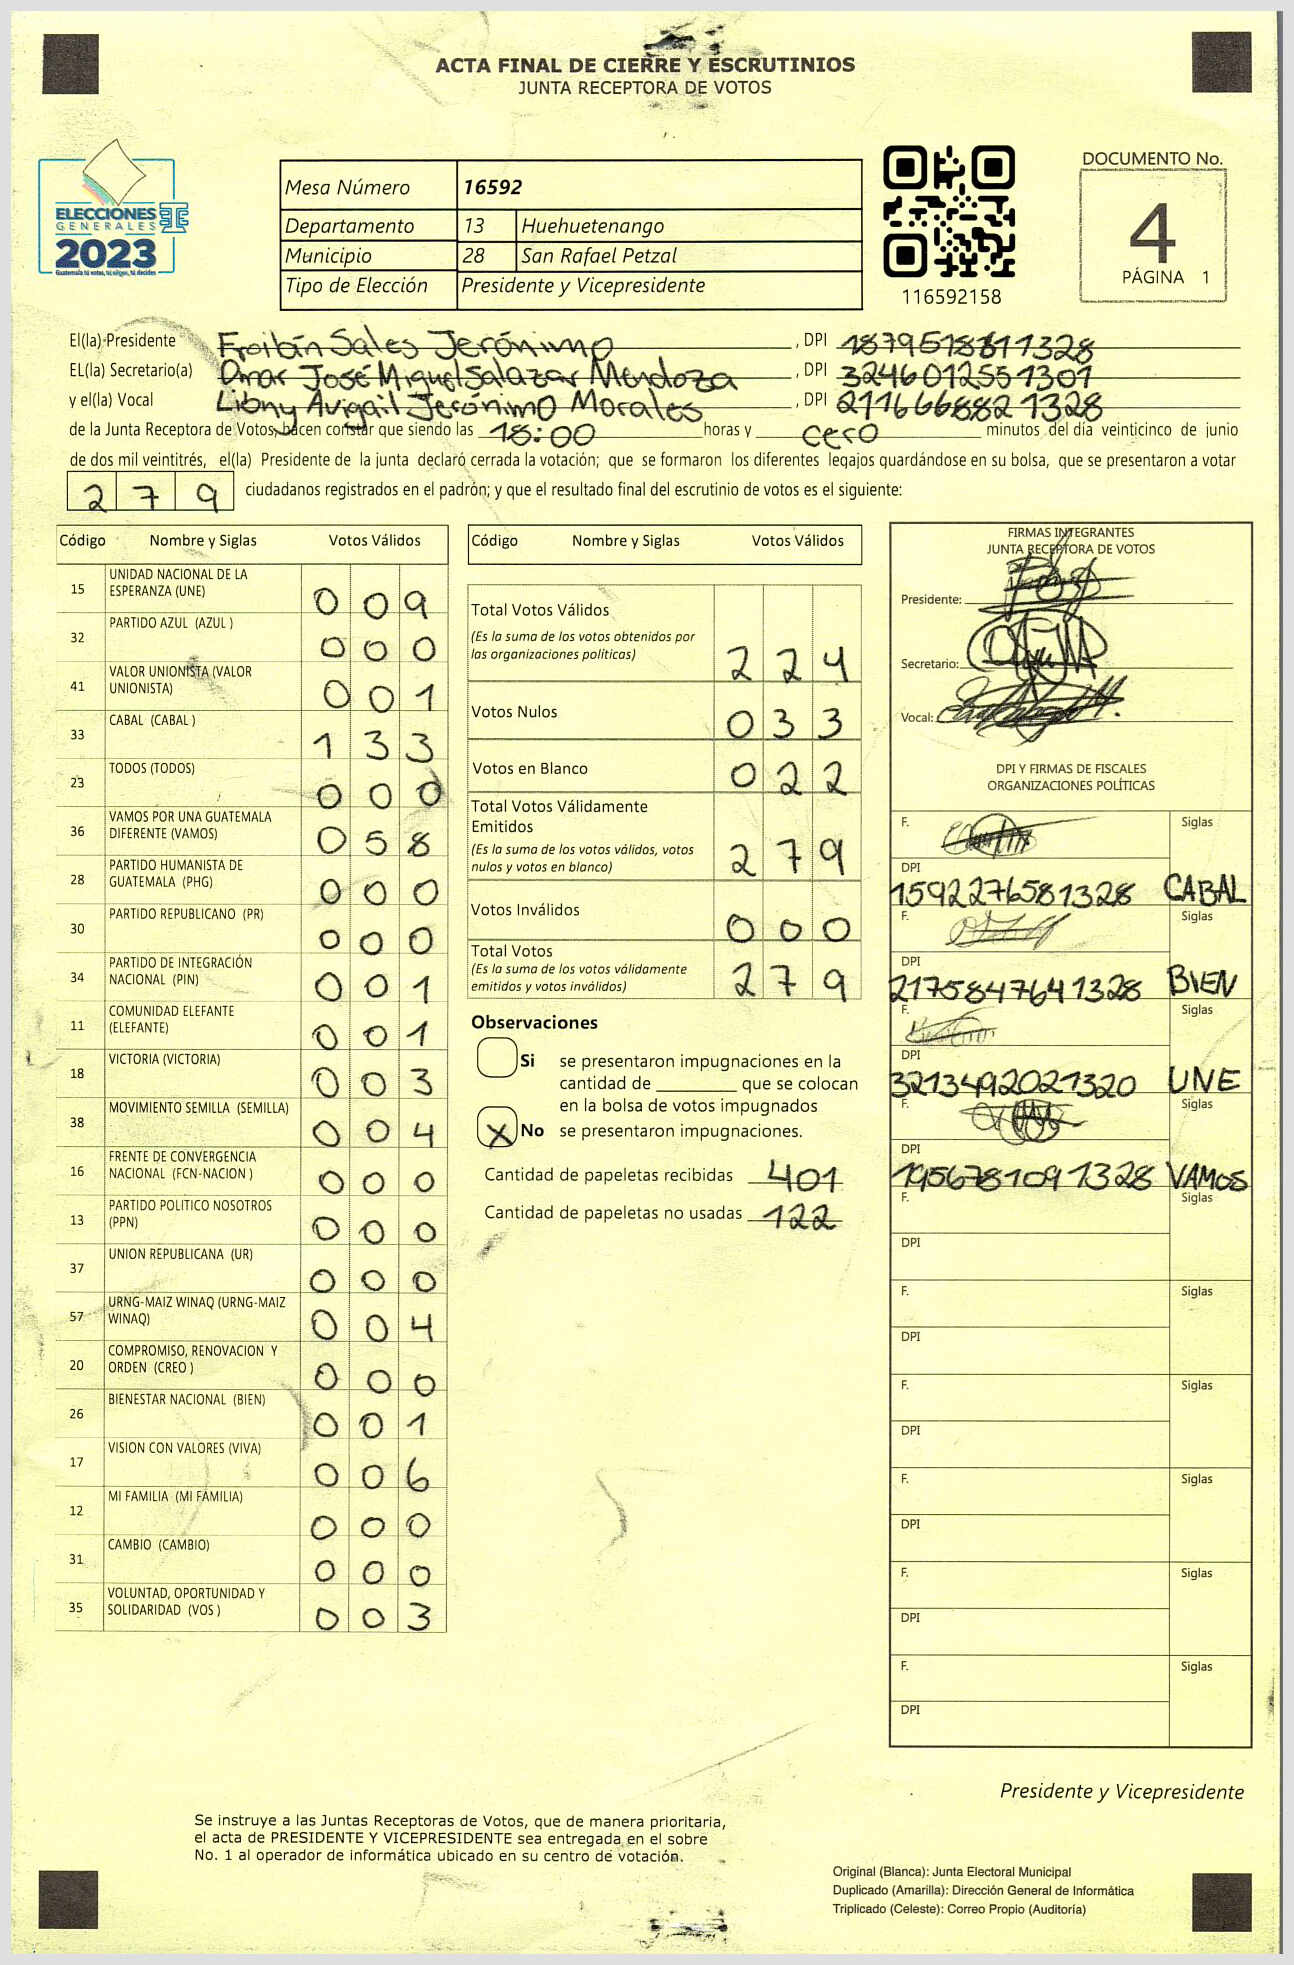 ACTA FINAL DE CIERRE Y ESCRUTINIOS
JUNTA RECEPTORA DE VOTOS
ELECCIONES
GENERALES
2023
Guatemala tú votas, tú eliges, tú decides
Mesa Número 16592
Departamento 13 Huehuetenango
Municipio 28 San Rafael Petzal
Tipo de Elección Presidente y Vicepresidente
116592158
DOCUMENTO No.
4
PÁGINA 1
El(la) Presidente Froilán Sales Jerónimo , DPI 1879518811328
EL(la) Secretario(a) Omar José Miguel Salazar Mendoza , DPI 3246012551301
y el(la) Vocal Libny Avigail Jerónimo Morales , DPI 2116668821328
de la Junta Receptora de Votos, hacen constar que siendo las 18:00 horas y cero minutos del día veinticinco de junio
de dos mil veintitrés, el(la) Presidente de la junta declaró cerrada la votación; que se formaron los diferentes legajos quardándose en su bolsa, que se presentaron a votar
279 ciudadanos registrados en el padrón; y que el resultado final del escrutinio de votos es el siguiente:
Código Nombre y Siglas Votos Válidos
15 UNIDAD NACIONAL DE LA ESPERANZA (UNE) 0 0 9
32 PARTIDO AZUL (AZUL ) 0 0 0
41 VALOR UNIONISTA (VALOR UNIONISTA) 0 0 1
33 CABAL (CABAL ) 1 3 3
23 TODOS (TODOS) 0 0 0
36 VAMOS POR UNA GUATEMALA DIFERENTE (VAMOS) 0 5 8
28 PARTIDO HUMANISTA DE GUATEMALA (PHG) 0 0 0
30 PARTIDO REPUBLICANO (PR) 0 0 0
34 PARTIDO DE INTEGRACIÓN NACIONAL (PIN) 0 0 1
11 COMUNIDAD ELEFANTE (ELEFANTE) 0 0 1
18 VICTORIA (VICTORIA) 0 0 3
38 MOVIMIENTO SEMILLA (SEMILLA) 0 0 4
16 FRENTE DE CONVERGENCIA NACIONAL (FCN-NACION ) 0 0 0
13 PARTIDO POLITICO NOSOTROS (PPN) 0 0 0
37 UNION REPUBLICANA (UR) 0 0 0
57 URNG-MAIZ WINAQ (URNG-MAIZ WINAQ) 0 0 4
20 COMPROMISO, RENOVACION Y ORDEN (CREO ) 0 0 0
26 BIENESTAR NACIONAL (BIEN) 0 0 1
17 VISION CON VALORES (VIVA) 0 0 6
12 MI FAMILIA (MI FAMILIA) 0 0 0
31 CAMBIO (CAMBIO) 0 0 0
35 VOLUNTAD, OPORTUNIDAD Y SOLIDARIDAD (VOS ) 0 0 3
Código Nombre y Siglas Votos Válidos
Total Votos Válidos
(Es la suma de los votos obtenidos por
las organizaciones políticas) 2 2 4
Votos Nulos 0 3 3
Votos en Blanco 0 2 2
Total Votos Válidamente
Emitidos
(Es la suma de los votos válidos, votos
nulos y votos en blanco) 2 7 9
Votos Inválidos 0 0 0
Total Votos
(Es la suma de los votos válidamente
emitidos y votos inválidos) 2 7 9
Observaciones
Si se presentaron impugnaciones en la
cantidad de ________ que se colocan
en la bolsa de votos impugnados
X No se presentaron impugnaciones.
Cantidad de papeletas recibidas 401
Cantidad de papeletas no usadas 122
FIRMAS INTEGRANTES
JUNTA RECEPTORA DE VOTOS
Presidente:
Secretario:
Vocal:
DPI Y FIRMAS DE FISCALES
ORGANIZACIONES POLÍTICAS
F. Siglas
DPI
1592276581328 CABAL
F. Siglas
DPI
2175847641328 BIEN
F. Siglas
DPI
3213492021320 UNE
F. Siglas
DPI
1956781091328 VAMOS
F. Siglas
DPI
F. Siglas
DPI
F. Siglas
DPI
F. Siglas
DPI
F. Siglas
DPI
F. Siglas
DPI
Presidente y Vicepresidente
Se instruye a las Juntas Receptoras de Votos, que de manera prioritaria,
el acta de PRESIDENTE Y VICEPRESIDENTE sea entregada en el sobre
No. 1 al operador de informática ubicado en su centro de votación.
Original (Blanca): Junta Electoral Municipal
Duplicado (Amarilla): Dirección General de Informática
Triplicado (Celeste): Correo Propio (Auditoría)